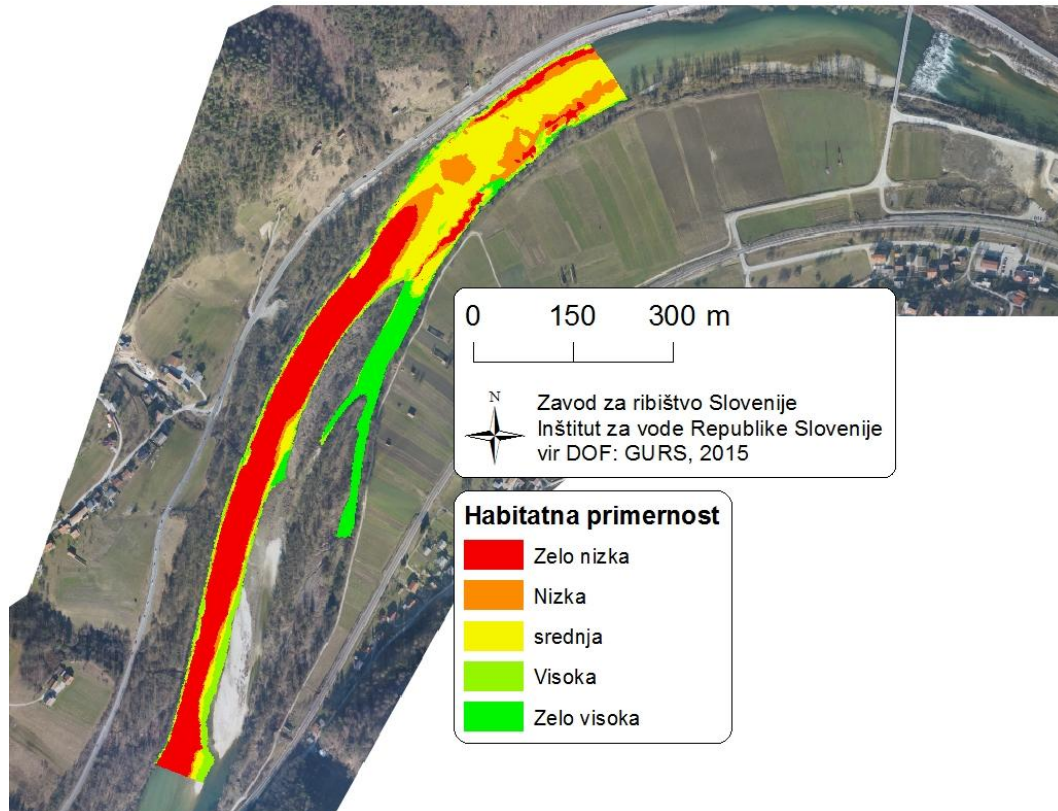 0 150 300 m
N
Zavod za ribištvo Slovenije
Inštitut za vode Republike Slovenije
vir DOF: GURS, 2015
Habitatna primernost
Zelo nizka
Nizka
srednja
Visoka
Zelo visoka